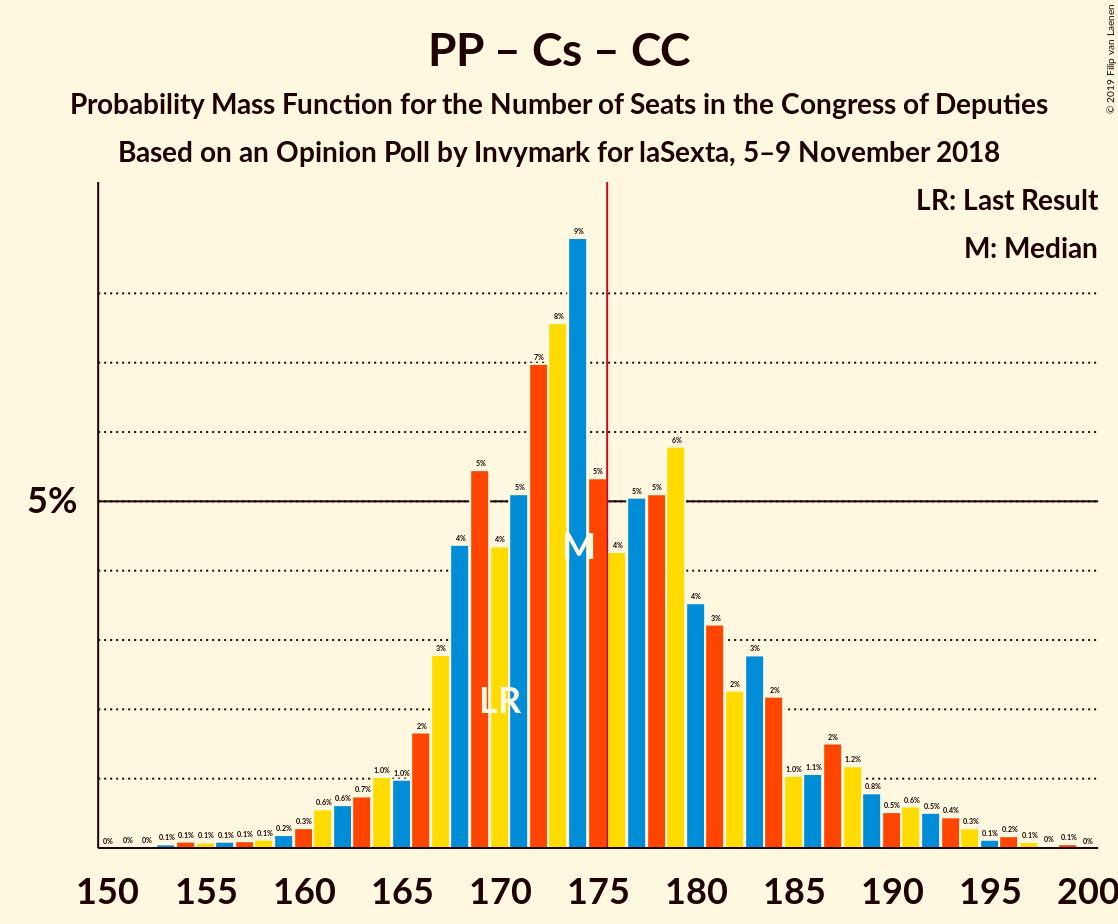 PP – Cs – CC
Probability Mass Function for the Number of Seats in the Congress of Deputies
Based on an Opinion Poll by Invymark for laSexta, 5–9 November 2018
© 2019 Filip van Laenen
LR: Last Result
M: Median
5%
0% 0% 0% 0.1% 0.1% 0.1% 0.1% 0.1% 0.1% 0.2% 0.3% 0.6% 0.6% 0.7% 1.0% 1.0% 2% 3% 4% 5% 4% 5% 7% 8% 9% 5% 4% 5% 5% 6% 4% 3% 2% 3% 2% 1.0% 1.1% 2% 1.2% 0.8% 0.5% 0.6% 0.5% 0.4% 0.3% 0.1% 0.2% 0.1% 0% 0.1% 0%
M
LR
150 155 160 165 170 175 180 185 190 195 200